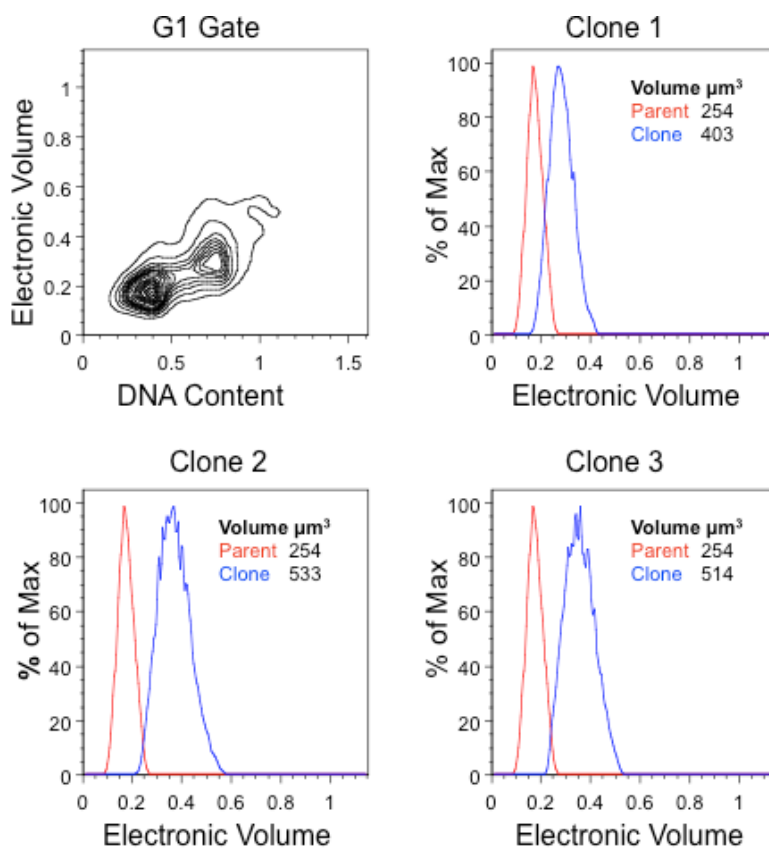 G1 Gate
Electronic Volume
1
0.8
0.6
0.4
0.2
0
0 0.5 1 1.5
DNA Content
Clone 1
% of Max
100
80
60
40
20
0
Volume µm³
Parent 254
Clone 403
0 0.2 0.4 0.6 0.8 1
Electronic Volume
Clone 2
% of Max
100
80
60
40
20
0
Volume µm³
Parent 254
Clone 533
0 0.2 0.4 0.6 0.8 1
Electronic Volume
Clone 3
% of Max
100
80
60
40
20
0
Volume µm³
Parent 254
Clone 514
0 0.2 0.4 0.6 0.8 1
Electronic Volume